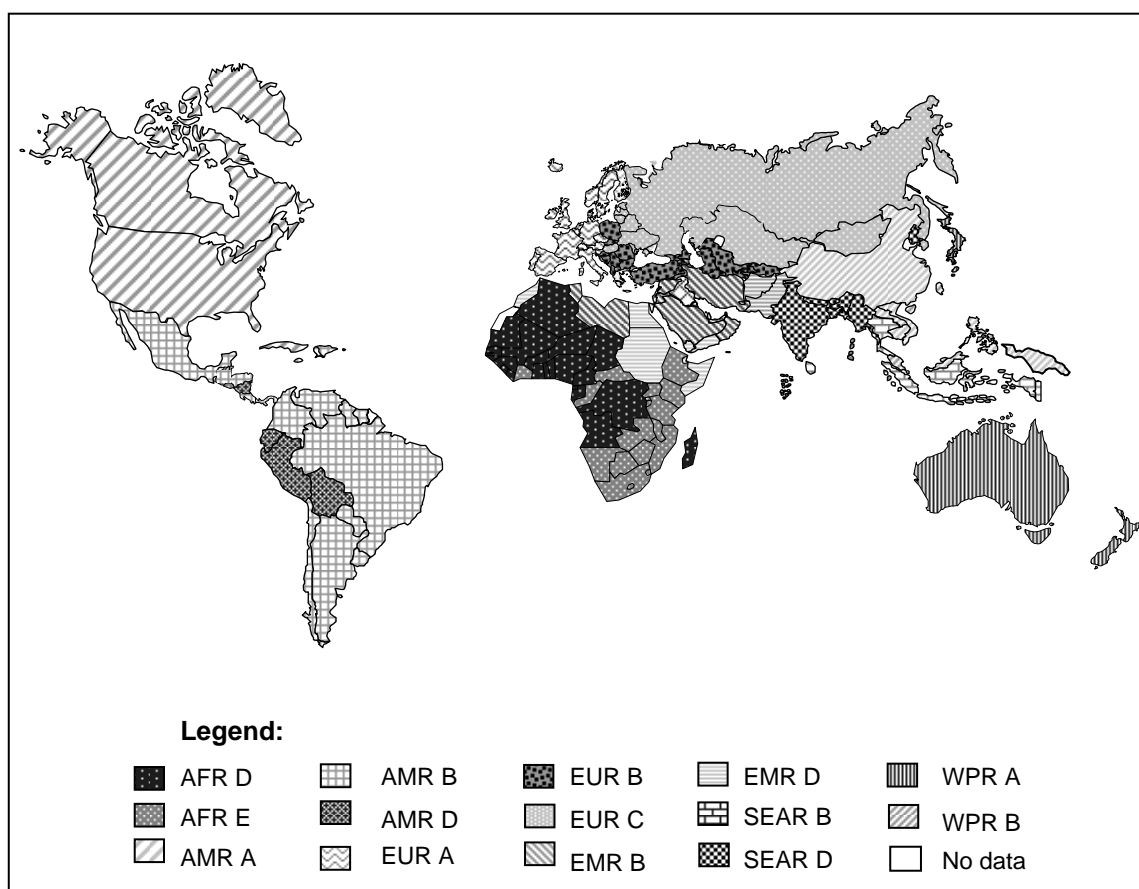 Legend:
AFR D
AMR B
EUR B
EMR D
WPR A
AFR E
AMR D
EUR C
SEAR B
WPR B
AMR A
EUR A
EMR B
SEAR D
No data